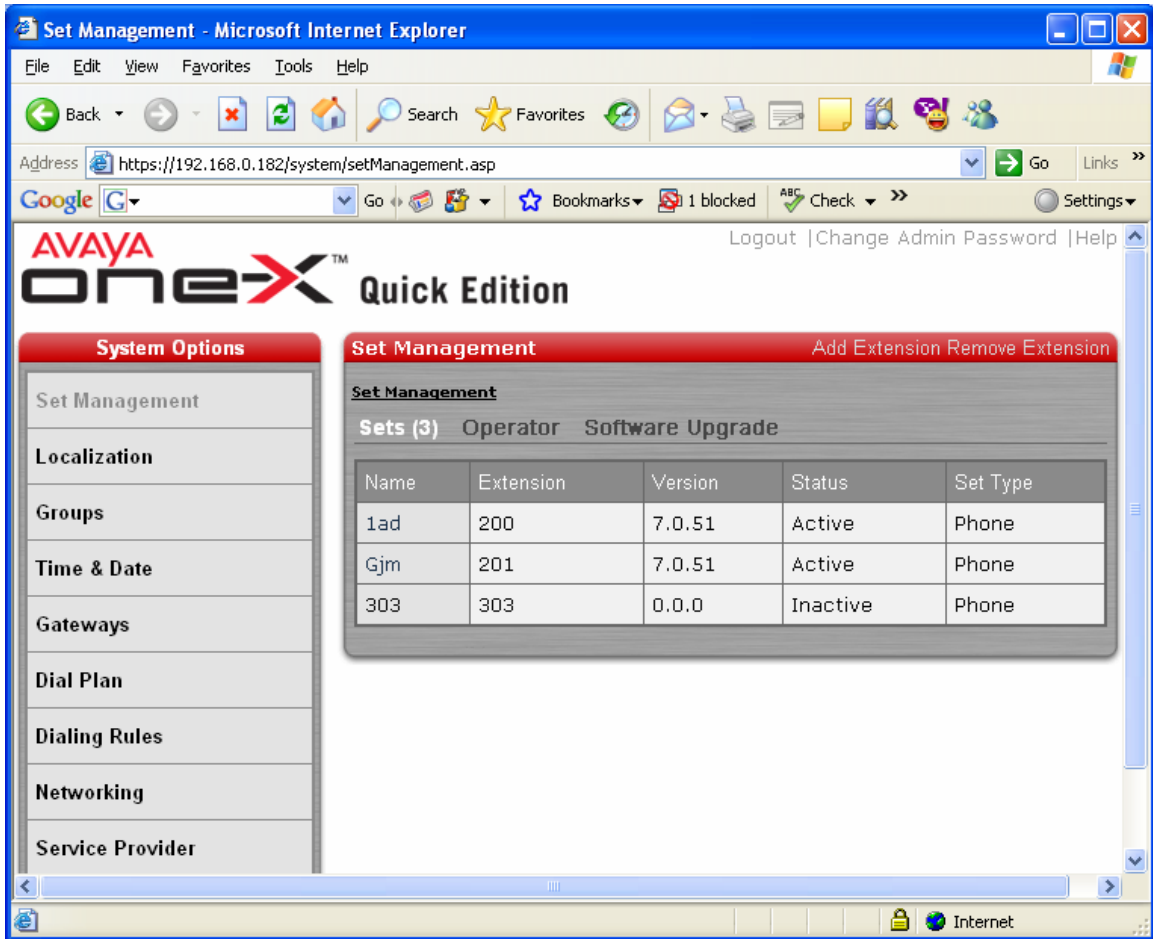 Set Management - Microsoft Internet Explorer
File Edit View Favorites Tools Help
Back Search Favorites
Address https://192.168.0.182/system/setManagement.asp Go Links »
Google G Go Bookmarks 1 blocked ABC Check » Settings
Logout |Change Admin Password |Help
AVAYA
one-X™ Quick Edition
System Options
Set Management
Localization
Groups
Time & Date
Gateways
Dial Plan
Dialing Rules
Networking
Service Provider
Set Management Add Extension Remove Extension
Set Management
Sets (3) Operator Software Upgrade
Name Extension Version Status Set Type
1ad 200 7.0.51 Active Phone
Gjm 201 7.0.51 Active Phone
303 303 0.0.0 Inactive Phone
Internet